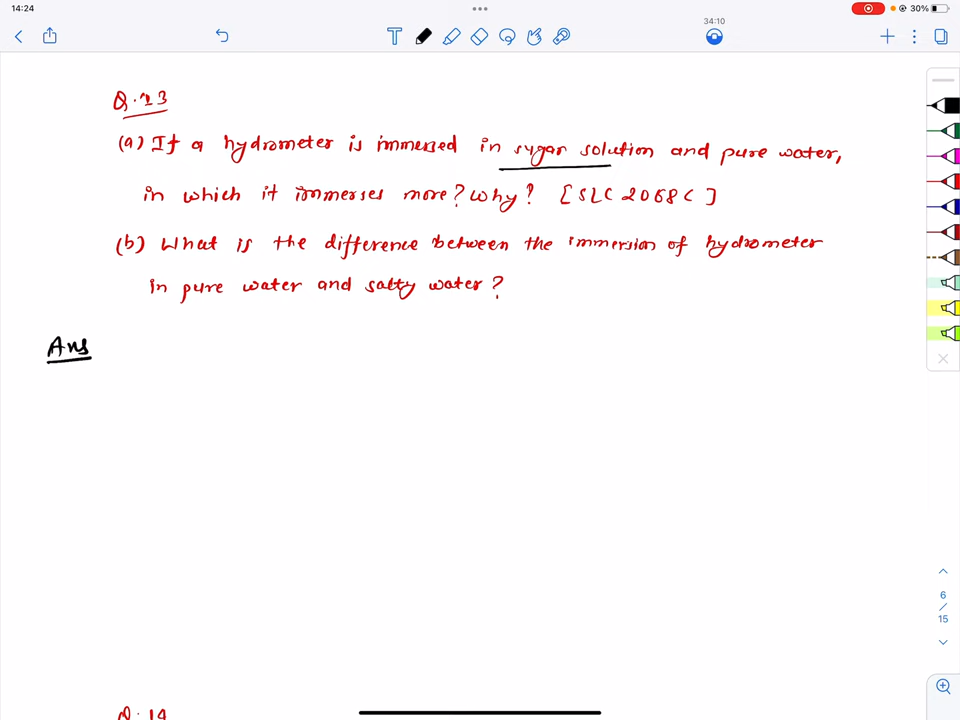 14:24
30%
34:10
Q.13
(a) If a hydrometer is immersed in sugar solution and pure water,
in which it immerses more? Why? [SLC 2068C]
(b) What is the difference between the immersion of hydrometer
in pure water and salty water?
Ans
6
/
15
Q.14